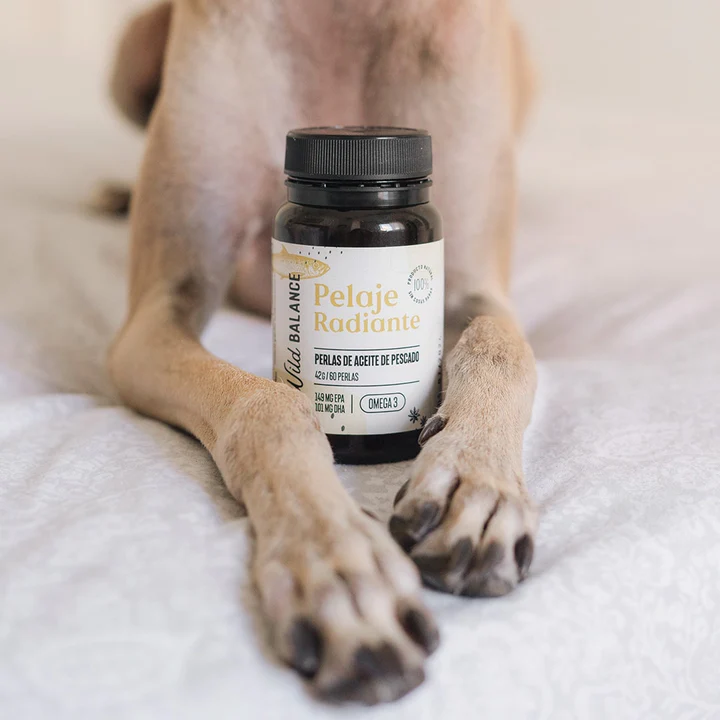 Wild BALANCE
Pelaje
Radiante
100%
PERLAS DE ACEITE DE PESCADO
42G / 60 PERLAS
149 MG EPA
101 MG DHA
OMEGA 3